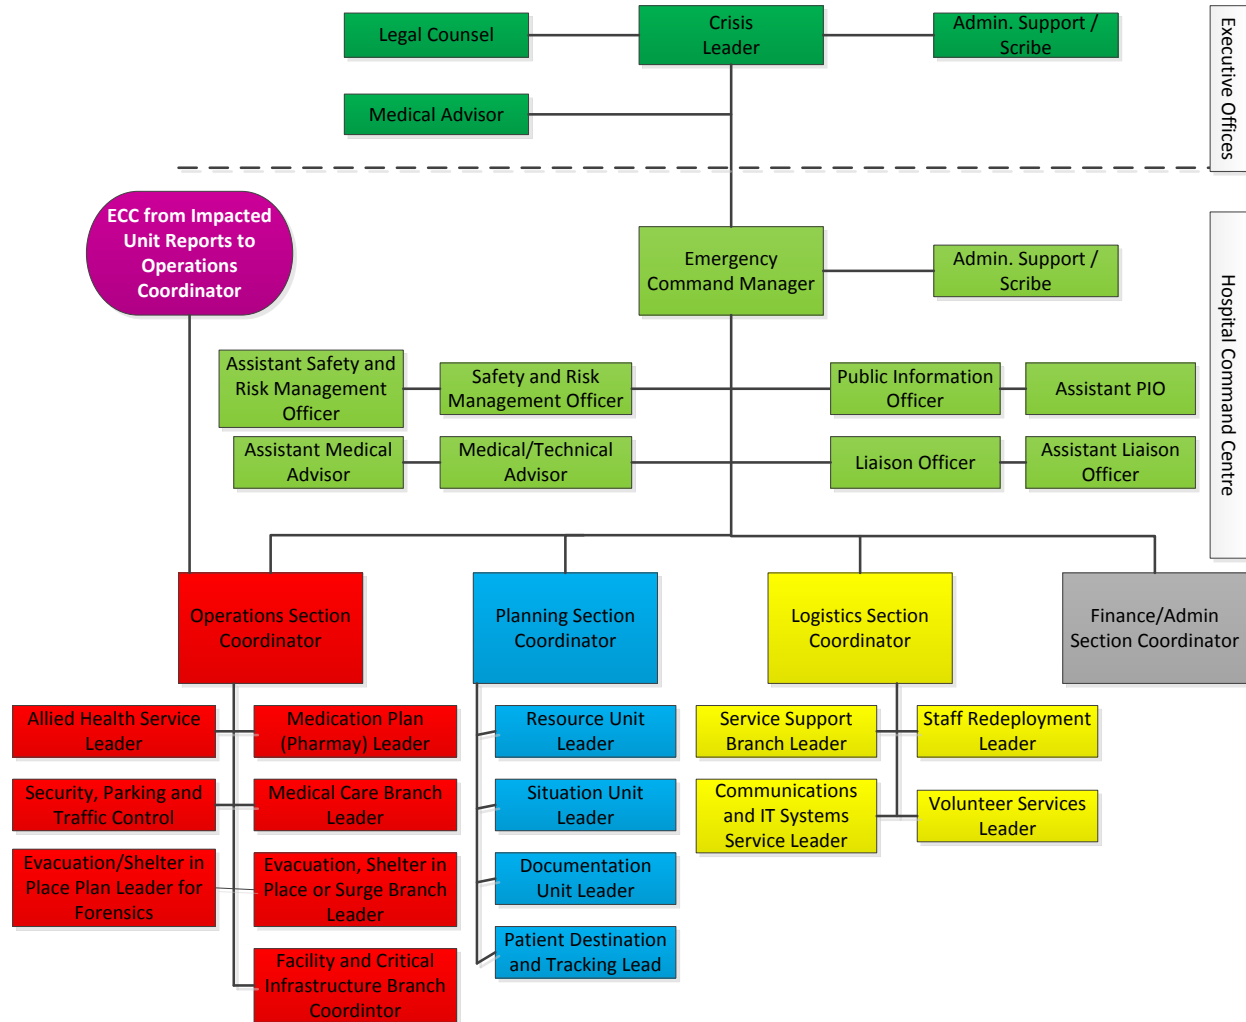 Legal Counsel
Crisis
Leader
Admin. Support /
Scribe
Executive Offices
Medical Advisor
ECC from Impacted
Unit Reports to
Operations
Coordinator
Emergency
Command Manager
Admin. Support /
Scribe
Hospital Command Centre
Assistant Safety and
Risk Management
Officer
Safety and Risk
Management Officer
Public Information
Officer
Assistant PIO
Assistant Medical
Advisor
Medical/Technical
Advisor
Liaison Officer
Assistant Liaison
Officer
Operations Section
Coordinator
Planning Section
Coordinator
Logistics Section
Coordinator
Finance/Admin
Section Coordinator
Allied Health Service
Leader
Medication Plan
(Pharmay) Leader
Resource Unit
Leader
Service Support
Branch Leader
Staff Redeployment
Leader
Security, Parking and
Traffic Control
Medical Care Branch
Leader
Situation Unit
Leader
Communications
and IT Systems
Service Leader
Volunteer Services
Leader
Evacuation/Shelter in
Place Plan Leader for
Forensics
Evacuation, Shelter in
Place or Surge Branch
Leader
Documentation
Unit Leader
Patient Destination
and Tracking Lead
Facility and Critical
Infrastructure Branch
Coordintor